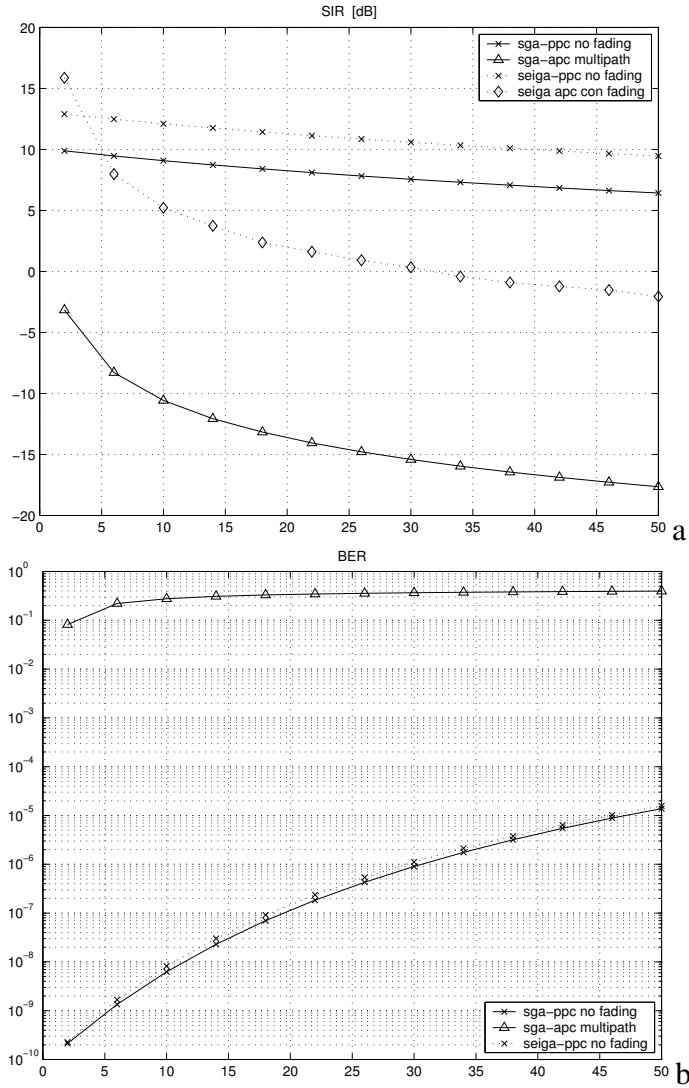 SIR [dB]
20
15
10
5
0
−5
−10
−15
−20
0 5 10 15 20 25 30 35 40 45 50
sga−ppc no fading
sga−apc multipath
seiga−ppc no fading
seiga apc con fading
a
BER
10^0
10^−1
10^−2
10^−3
10^−4
10^−5
10^−6
10^−7
10^−8
10^−9
10^−10
0 5 10 15 20 25 30 35 40 45 50
sga−ppc no fading
sga−apc multipath
seiga−ppc no fading
b